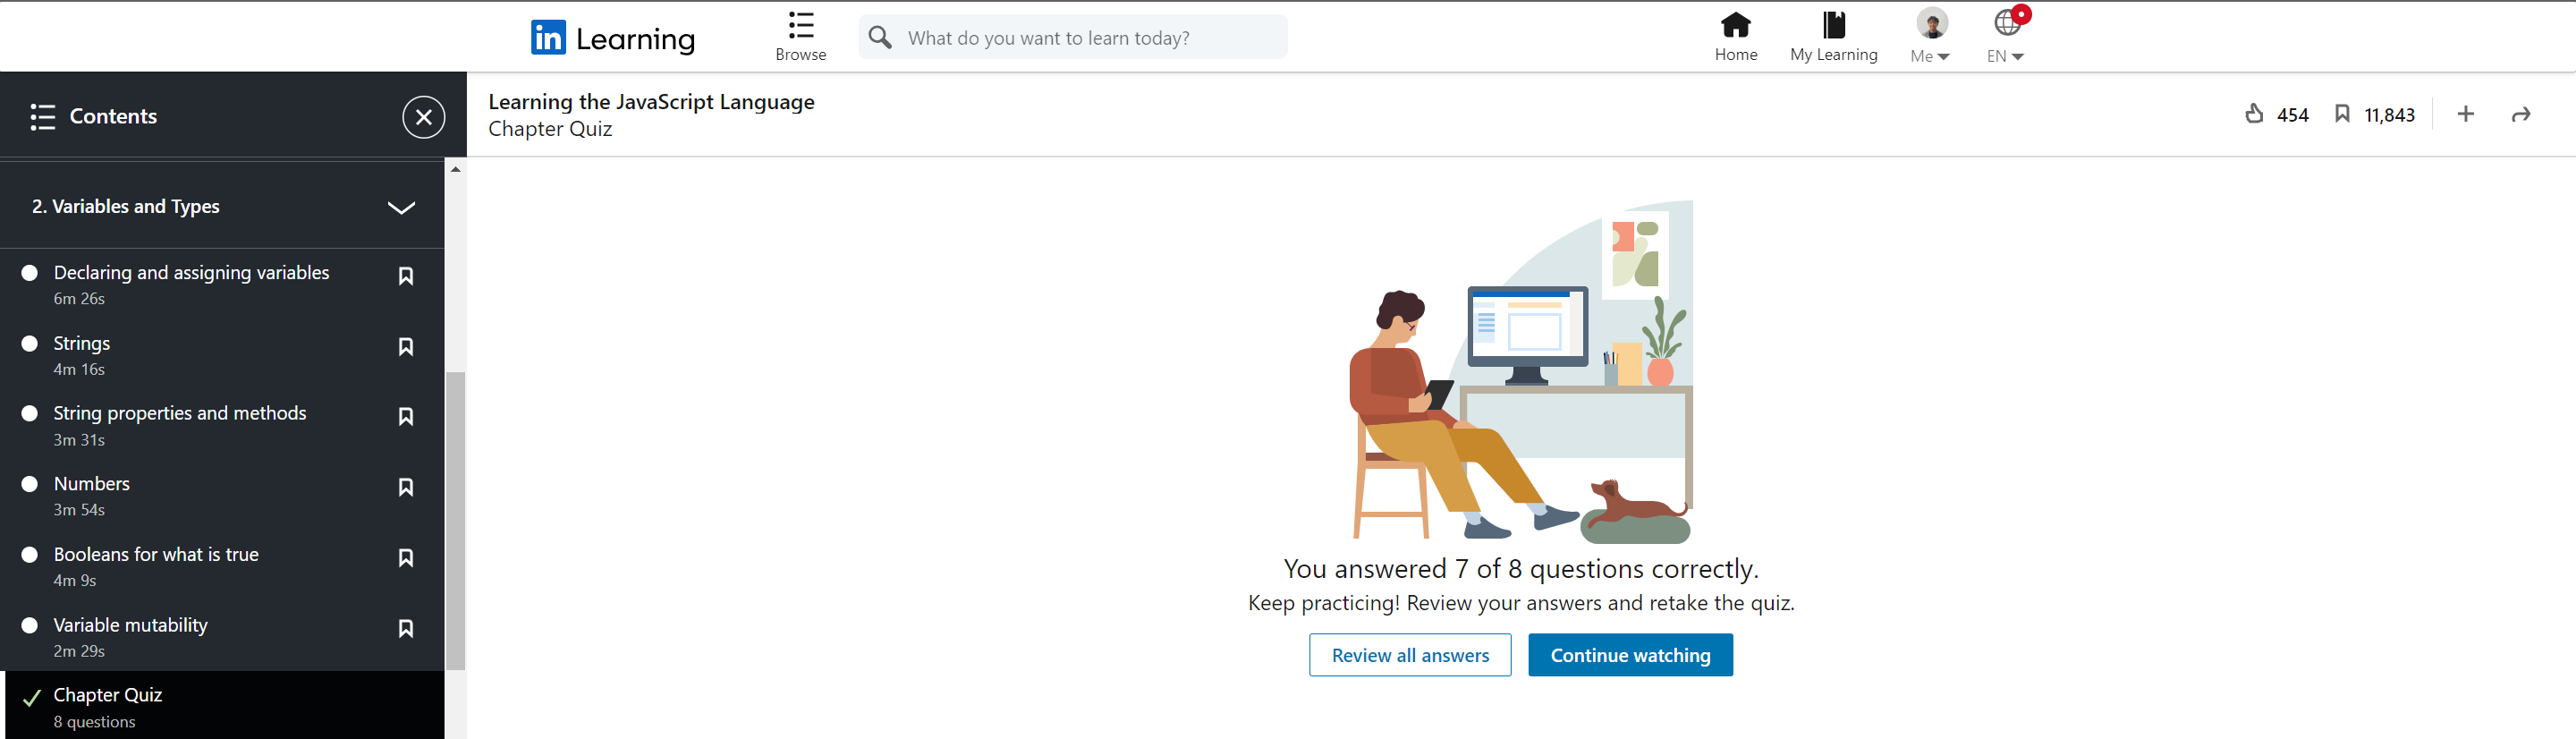 in Learning
Browse
What do you want to learn today?
Home
My Learning
Me
EN
Contents
Learning the JavaScript Language
Chapter Quiz
454
11,843
2. Variables and Types
Declaring and assigning variables
6m 26s
Strings
4m 16s
String properties and methods
3m 31s
Numbers
3m 54s
Booleans for what is true
4m 9s
Variable mutability
2m 29s
Chapter Quiz
8 questions
You answered 7 of 8 questions correctly.
Keep practicing! Review your answers and retake the quiz.
Review all answers
Continue watching